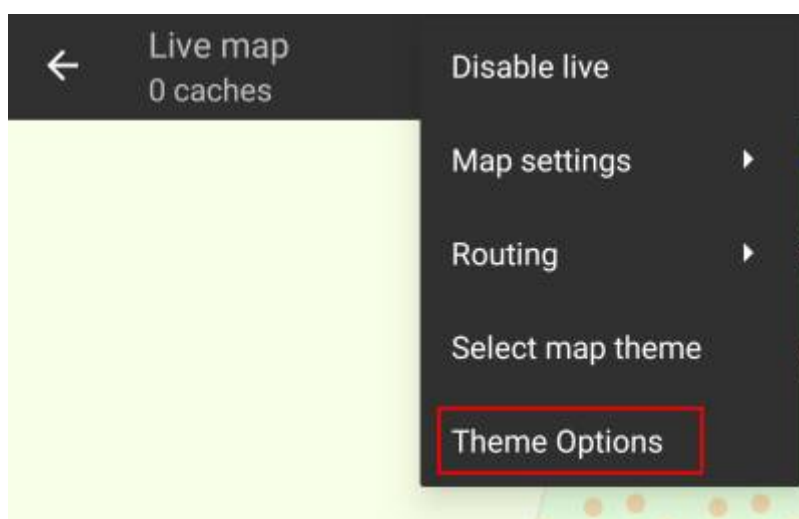 Live map
0 caches
Disable live
Map settings
Routing
Select map theme
Theme Options